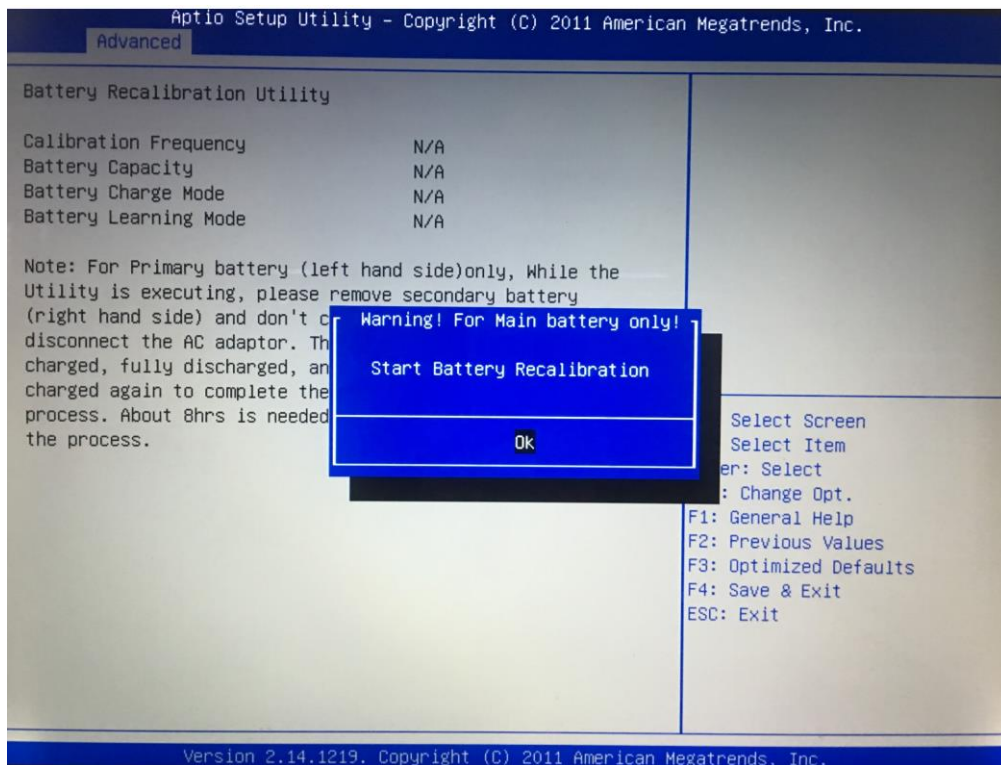 Aptio Setup Utility – Copyright (C) 2011 American Megatrends, Inc.
Advanced
Battery Recalibration Utility
Calibration Frequency N/A
Battery Capacity N/A
Battery Charge Mode N/A
Battery Learning Mode N/A
Note: For Primary battery (left hand side)only, While the
Utility is executing, please remove secondary battery
(right hand side) and don't
disconnect the AC adaptor.
charged, fully discharged,
charged again to complete the
process. About 8hrs is needed
the process.
Warning! For Main battery only!
Start Battery Recalibration
Ok
Select Screen
Select Item
: Select
: Change Opt.
F1: General Help
F2: Previous Values
F3: Optimized Defaults
F4: Save & Exit
ESC: Exit
Version 2.14.1219. Copyright (C) 2011 American Megatrends, Inc.